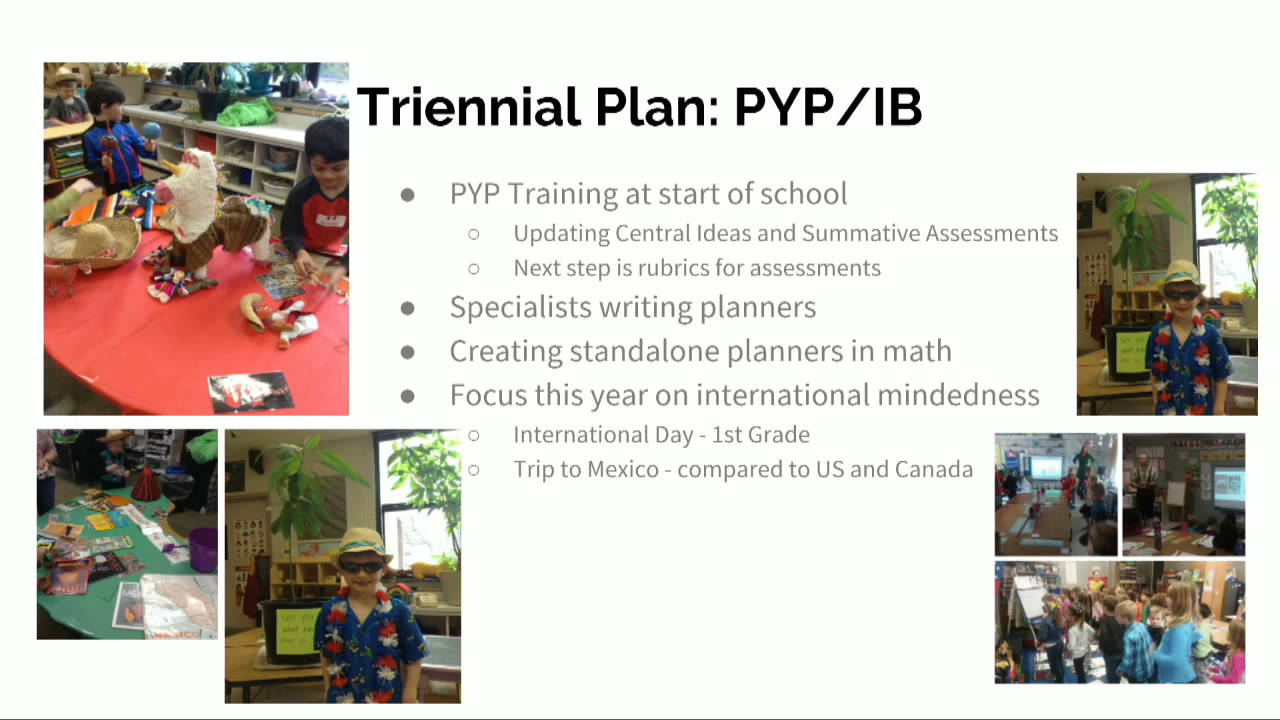 Triennial Plan: PYP/IB
● PYP Training at start of school
○ Updating Central Ideas and Summative Assessments
○ Next step is rubrics for assessments
● Specialists writing planners
● Creating standalone planners in math
● Focus this year on international mindedness
○ International Day - 1st Grade
○ Trip to Mexico - compared to US and Canada